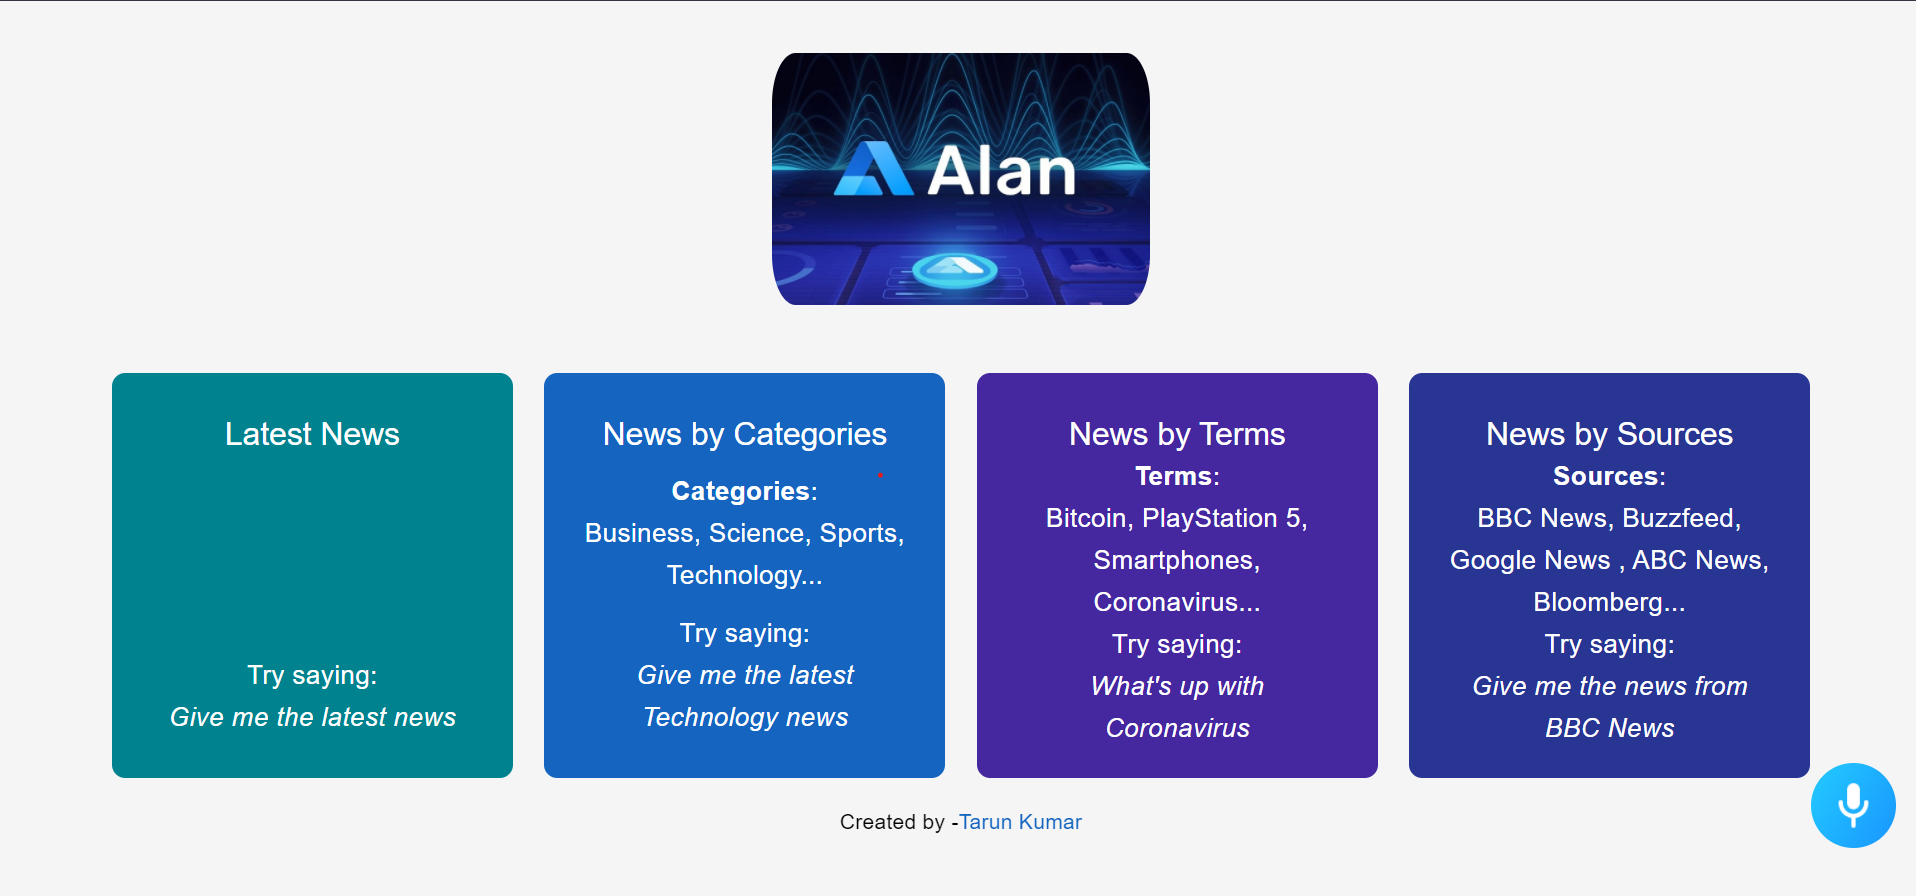 Alan
Latest News
Try saying:
Give me the latest news
News by Categories
Categories:
Business, Science, Sports,
Technology...
Try saying:
Give me the latest
Technology news
News by Terms
Terms:
Bitcoin, PlayStation 5,
Smartphones,
Coronavirus...
Try saying:
What's up with
Coronavirus
News by Sources
Sources:
BBC News, Buzzfeed,
Google News , ABC News,
Bloomberg...
Try saying:
Give me the news from
BBC News
Created by -Tarun Kumar